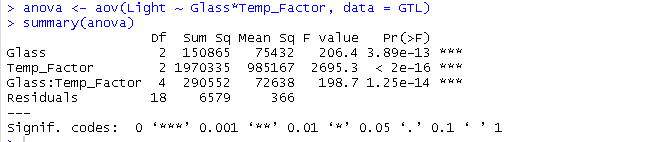 > anova <- aov(Light ~ Glass*Temp_Factor, data = GTL)
> summary(anova)
Df Sum Sq Mean Sq F value Pr(>F)
Glass 2 150865 75432 206.4 3.89e-13 ***
Temp_Factor 2 1970335 985167 2695.3 < 2e-16 ***
Glass:Temp_Factor 4 290552 72638 198.7 1.25e-14 ***
Residuals 18 6579 366
---
Signif. codes: 0 ‘***’ 0.001 ‘**’ 0.01 ‘*’ 0.05 ‘.’ 0.1 ‘ ’ 1
>